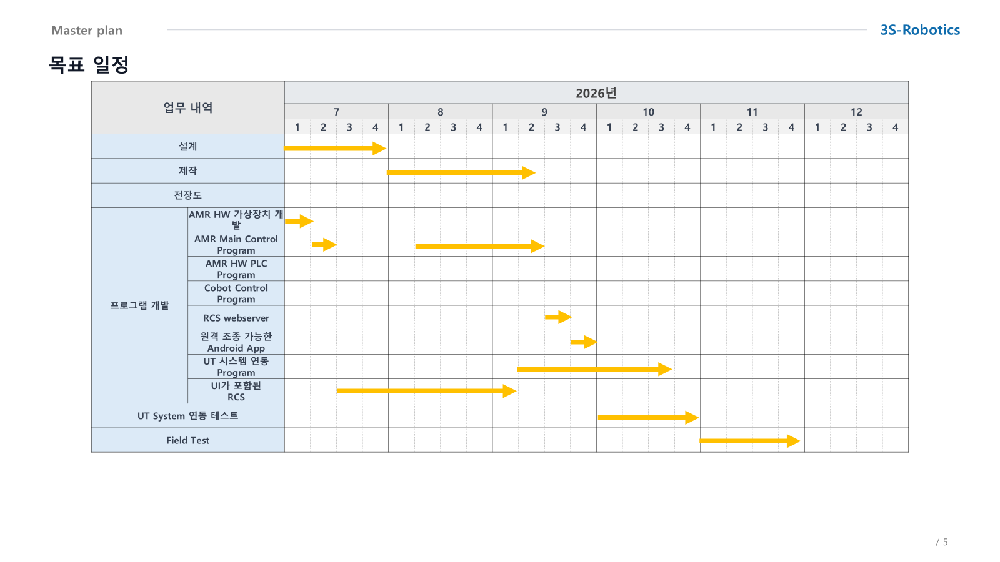 Master plan
3S-Robotics
목표 일정
업무 내역
2026년
7 8 9 10 11 12
1 2 3 4 1 2 3 4 1 2 3 4 1 2 3 4 1 2 3 4 1 2 3 4
설계
제작
전장도
프로그램 개발
AMR HW 가상장치 개
발
AMR Main Control
Program
AMR HW PLC
Program
Cobot Control
Program
RCS webserver
원격 조종 가능한
Android App
UT 시스템 연동
Program
UI가 포함된
RCS
UT System 연동 테스트
Field Test
/ 5